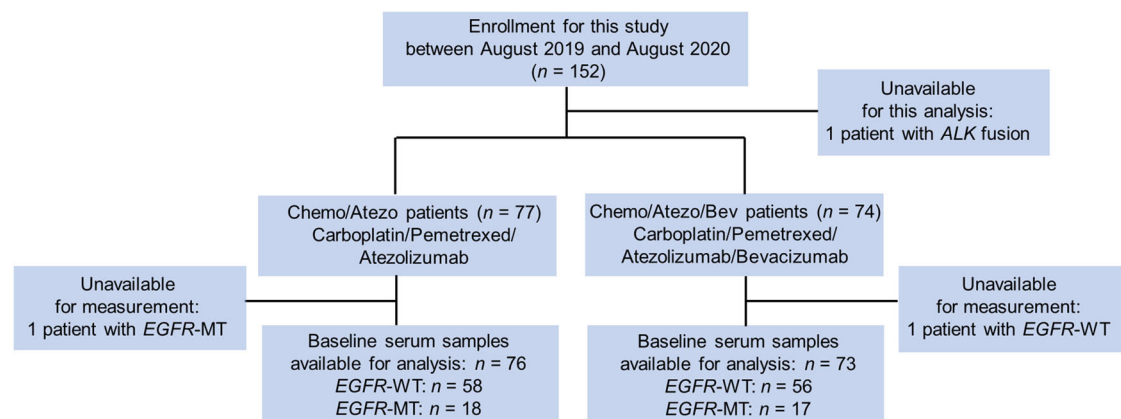 Enrollment for this study
between August 2019 and August 2020
(n = 152)
Unavailable
for this analysis:
1 patient with ALK fusion
Chemo/Atezo patients (n = 77)
Carboplatin/Pemetrexed/
Atezolizumab
Chemo/Atezo/Bev patients (n = 74)
Carboplatin/Pemetrexed/
Atezolizumab/Bevacizumab
Unavailable
for measurement:
1 patient with EGFR-MT
Unavailable
for measurement:
1 patient with EGFR-WT
Baseline serum samples
available for analysis: n = 76
EGFR-WT: n = 58
EGFR-MT: n = 18
Baseline serum samples
available for analysis: n = 73
EGFR-WT: n = 56
EGFR-MT: n = 17